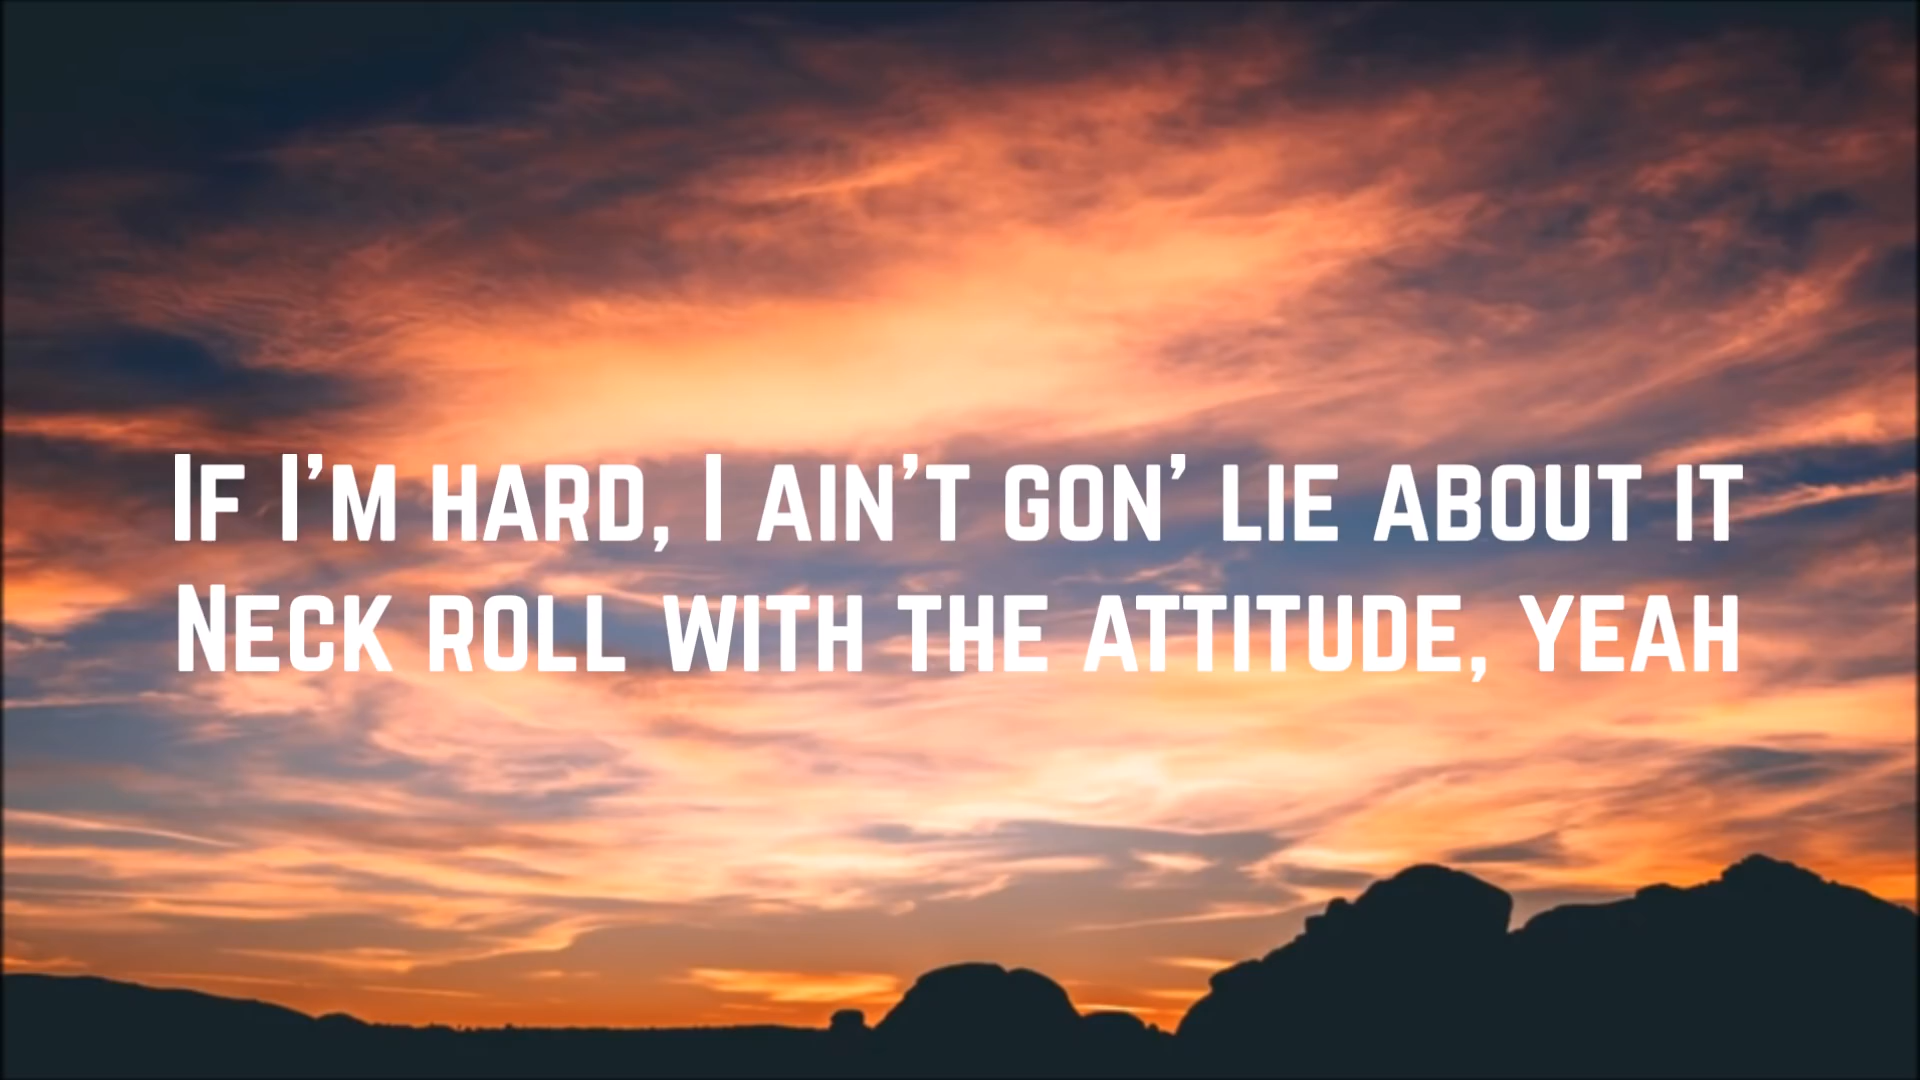 If I'm hard, I ain't gon' lie about it
Neck roll with the attitude, yeah